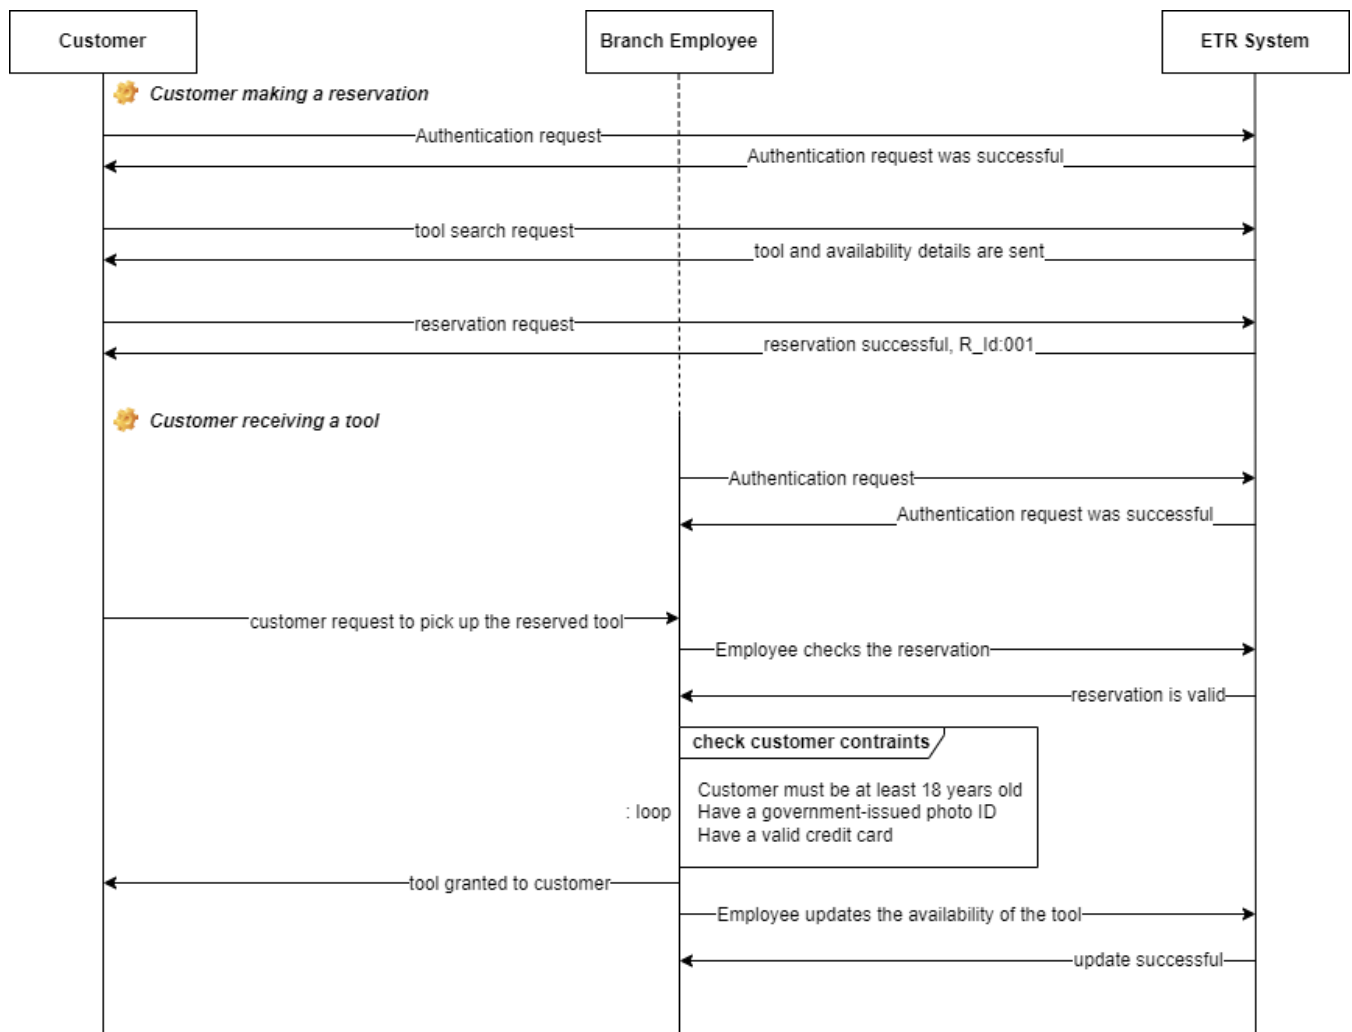 Customer
Branch Employee
ETR System
Customer making a reservation
Authentication request
Authentication request was successful
tool search request
tool and availability details are sent
reservation request
reservation successful, R_Id:001
Customer receiving a tool
Authentication request
Authentication request was successful
customer request to pick up the reserved tool
Employee checks the reservation
reservation is valid
check customer contraints
Customer must be at least 18 years old
: loop
Have a government-issued photo ID
Have a valid credit card
tool granted to customer
Employee updates the availability of the tool
update successful